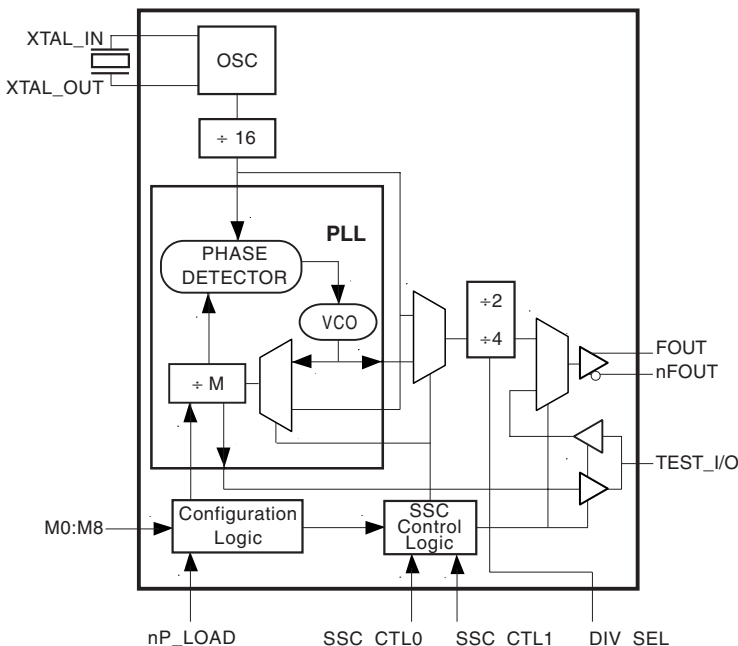 XTAL_IN
OSC
XTAL_OUT
÷ 16
PLL
PHASE
DETECTOR
VCO
÷2
÷4
÷ M
FOUT
nFOUT
TEST_I/O
M0:M8
Configuration
Logic
SSC
Control
Logic
nP_LOAD
SSC CTL0
SSC CTL1
DIV SEL